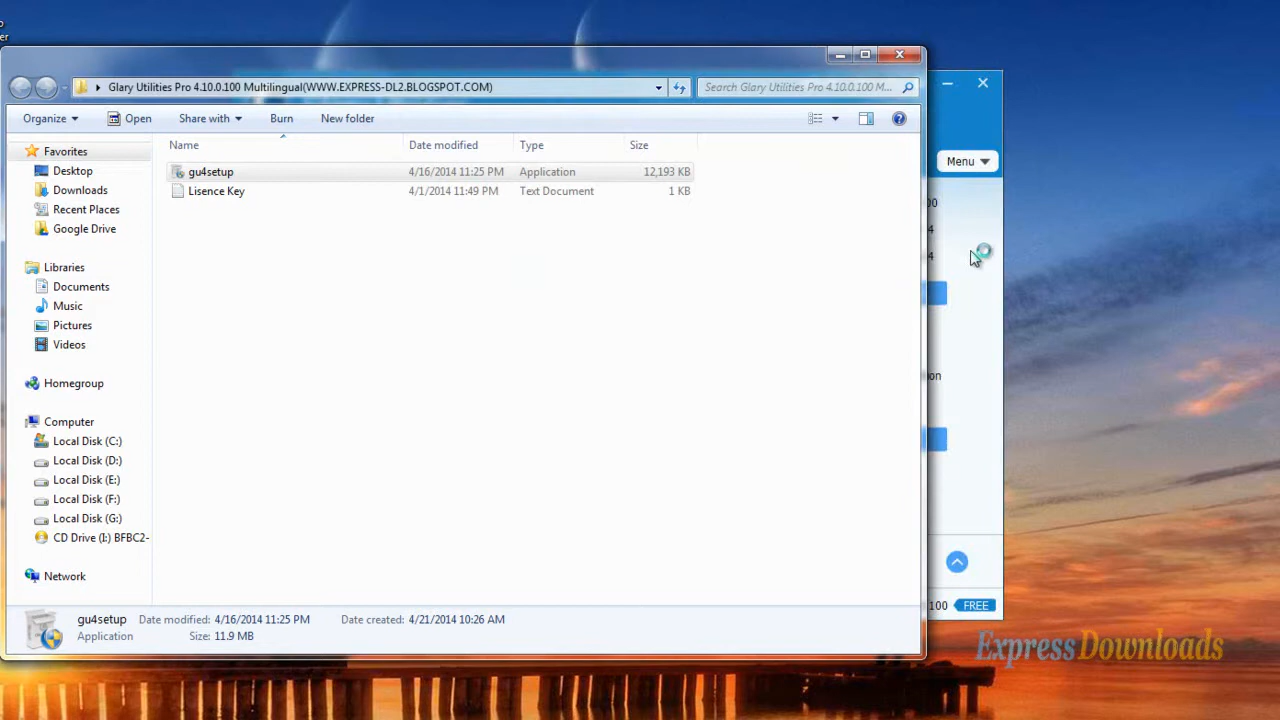 er
Glary Utilities Pro 4.10.0.100 Multilingual(WWW.EXPRESS-DL2.BLOGSPOT.COM)
Search Glary Utilities Pro 4.10.0.100 M...
Organize
Open
Share with
Burn
New folder
Menu
Name
Date modified
Type
Size
Favorites
Desktop
Downloads
Recent Places
Google Drive
Libraries
Documents
Music
Pictures
Videos
Homegroup
Computer
Local Disk (C:)
Local Disk (D:)
Local Disk (E:)
Local Disk (F:)
Local Disk (G:)
CD Drive (I:) BFBC2-
Network
gu4setup 4/16/2014 11:25 PM Application 12,193 KB
Lisence Key 4/1/2014 11:49 PM Text Document 1 KB
00
4
4
on
100 FREE
gu4setup Date modified: 4/16/2014 11:25 PM Date created: 4/21/2014 10:26 AM
Application Size: 11.9 MB
Express Downloads